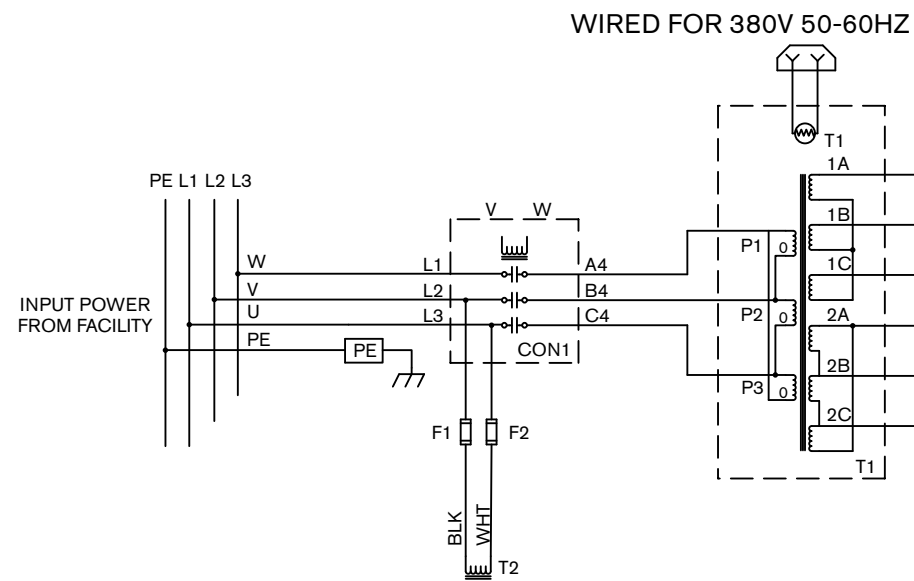 WIRED FOR 380V 50-60HZ
T1
1A
PE L1 L2 L3
V W
1B
P1 0
W L1 A4
1C
V L2 B4
INPUT POWER
FROM FACILITY
U L3 C4
P2 0
2A
PE PE CON1
2B
P3 0
2C
F1 F2
T1
BLK WHT
T2